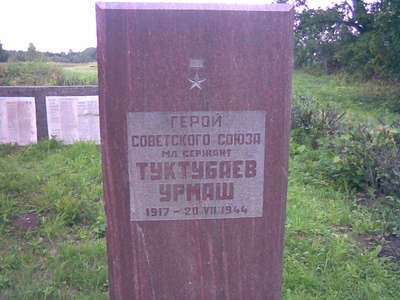 ГЕРОЙ
СОВЕТСКОГО СОЮЗА
МЛ. СЕРЖАНТ
ТУКТУБАЕВ
УРМАШ
1917 – 20 VII 1944